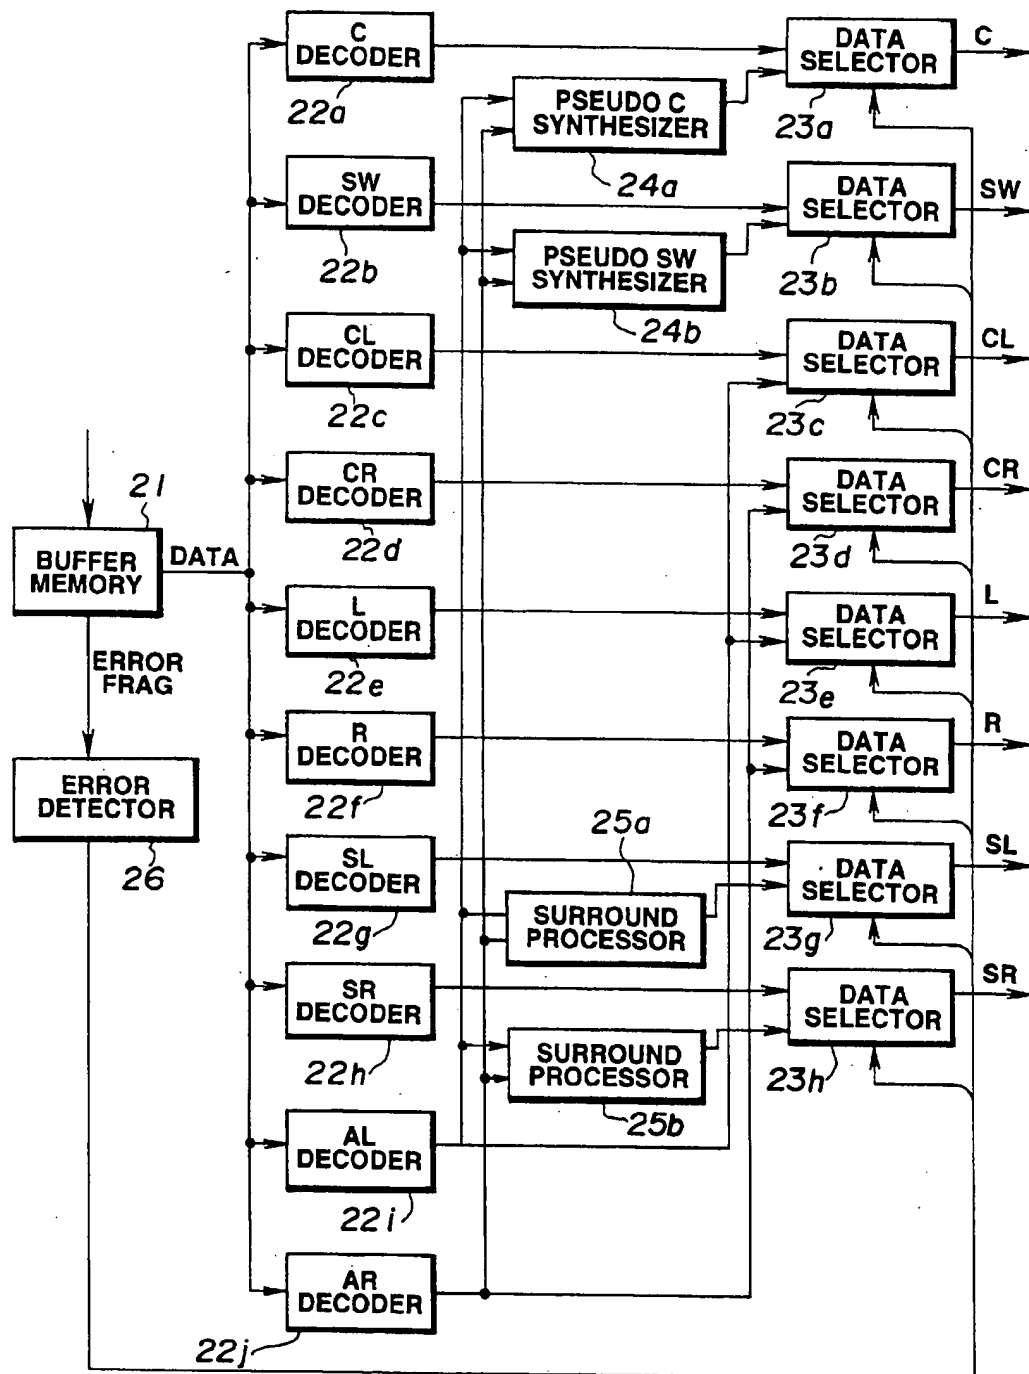 C
DECODER
22a
DATA
SELECTOR
23a
C
PSEUDO C
SYNTHESIZER
24a
SW
DECODER
22b
DATA
SELECTOR
23b
SW
PSEUDO SW
SYNTHESIZER
24b
CL
DECODER
22c
DATA
SELECTOR
23c
CL
CR
DECODER
22d
DATA
SELECTOR
23d
CR
21
BUFFER
MEMORY
DATA
L
DECODER
22e
DATA
SELECTOR
23e
L
ERROR
FRAG
R
DECODER
22f
DATA
SELECTOR
23f
R
ERROR
DETECTOR
26
SL
DECODER
22g
25a
SURROUND
PROCESSOR
DATA
SELECTOR
23g
SL
SR
DECODER
22h
SURROUND
PROCESSOR
25b
DATA
SELECTOR
23h
SR
AL
DECODER
22i
AR
DECODER
22j